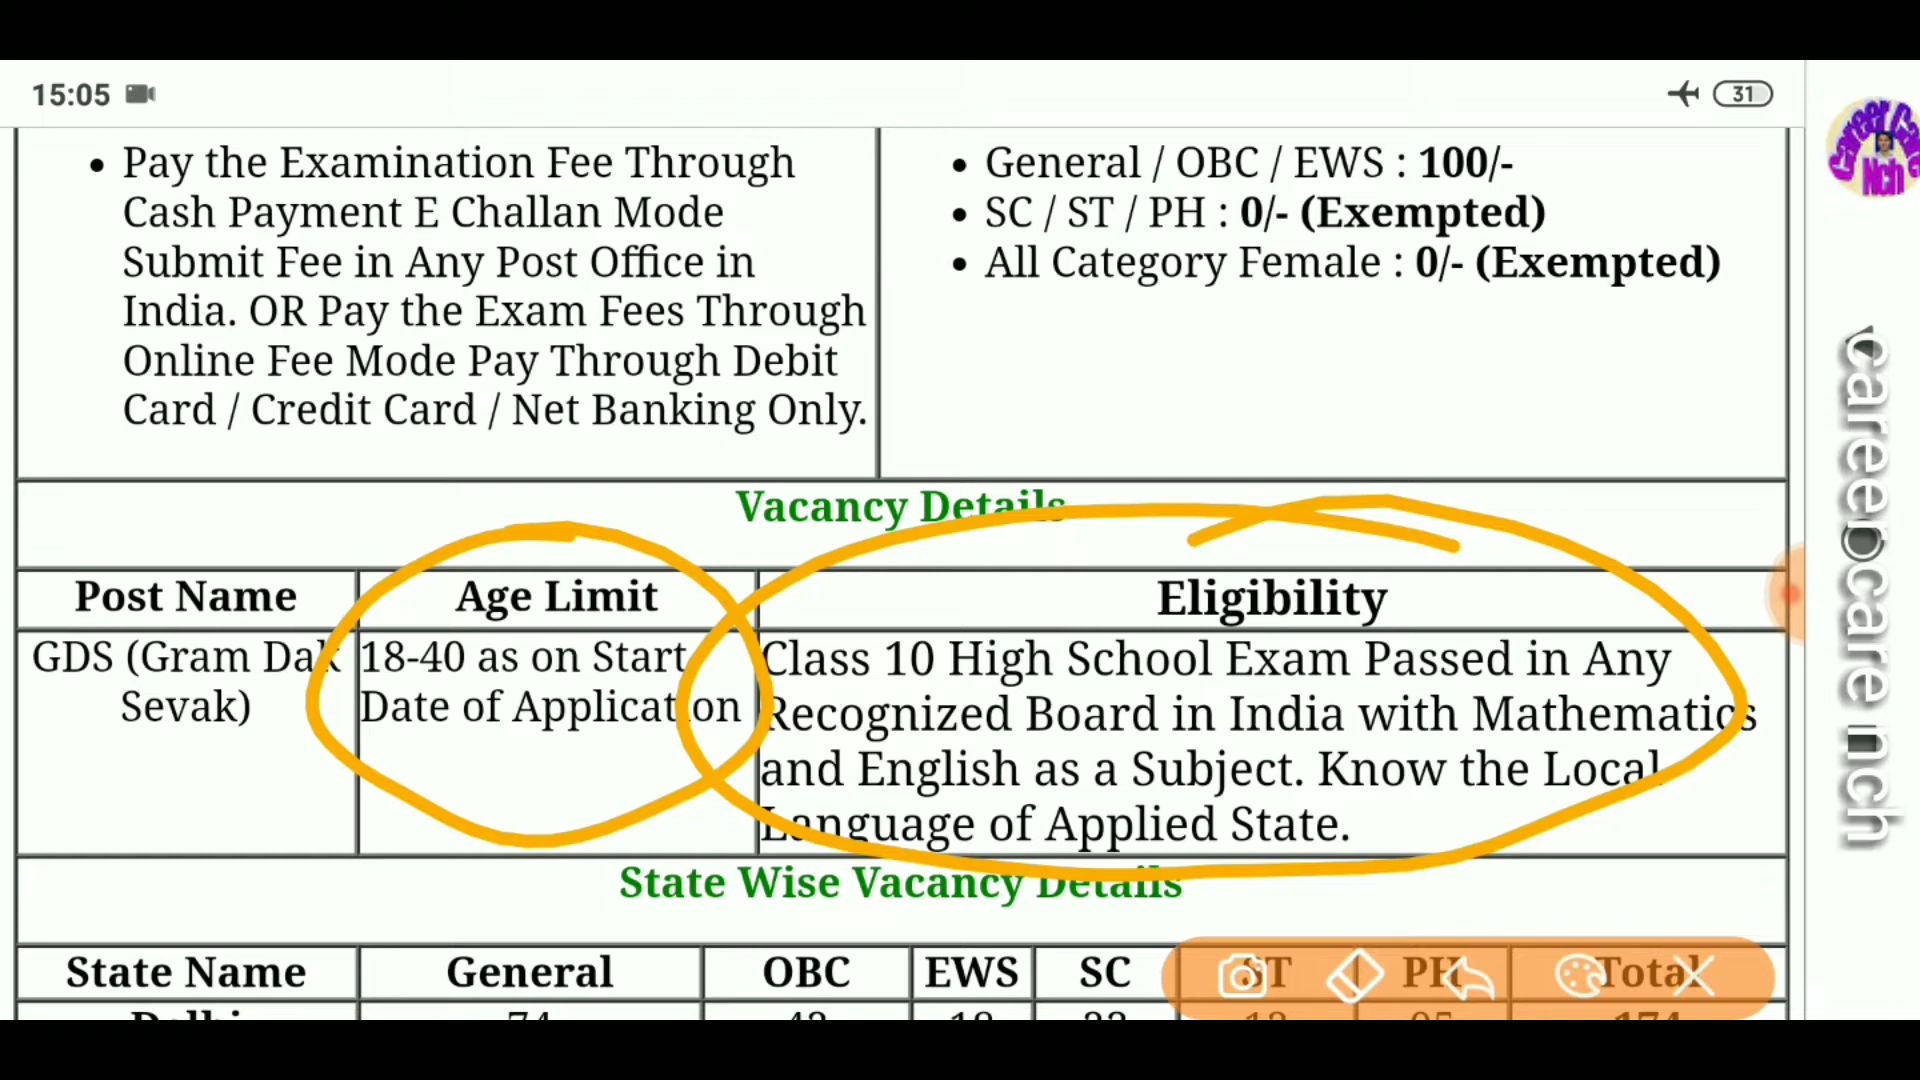 15:05
31
Pay the Examination Fee Through
Cash Payment E Challan Mode
Submit Fee in Any Post Office in
India. OR Pay the Exam Fees Through
Online Fee Mode Pay Through Debit
Card / Credit Card / Net Banking Only.
General / OBC / EWS : 100/-
SC / ST / PH : 0/- (Exempted)
All Category Female : 0/- (Exempted)
Vacancy Details
Post Name Age Limit Eligibility
GDS (Gram Dak
Sevak)
18-40 as on Start
Date of Application
Class 10 High School Exam Passed in Any
Recognized Board in India with Mathematics
and English as a Subject. Know the Local
Language of Applied State.
State Wise Vacancy Details
State Name General OBC EWS SC ST PH Total
Career Care
Nch
career care nch